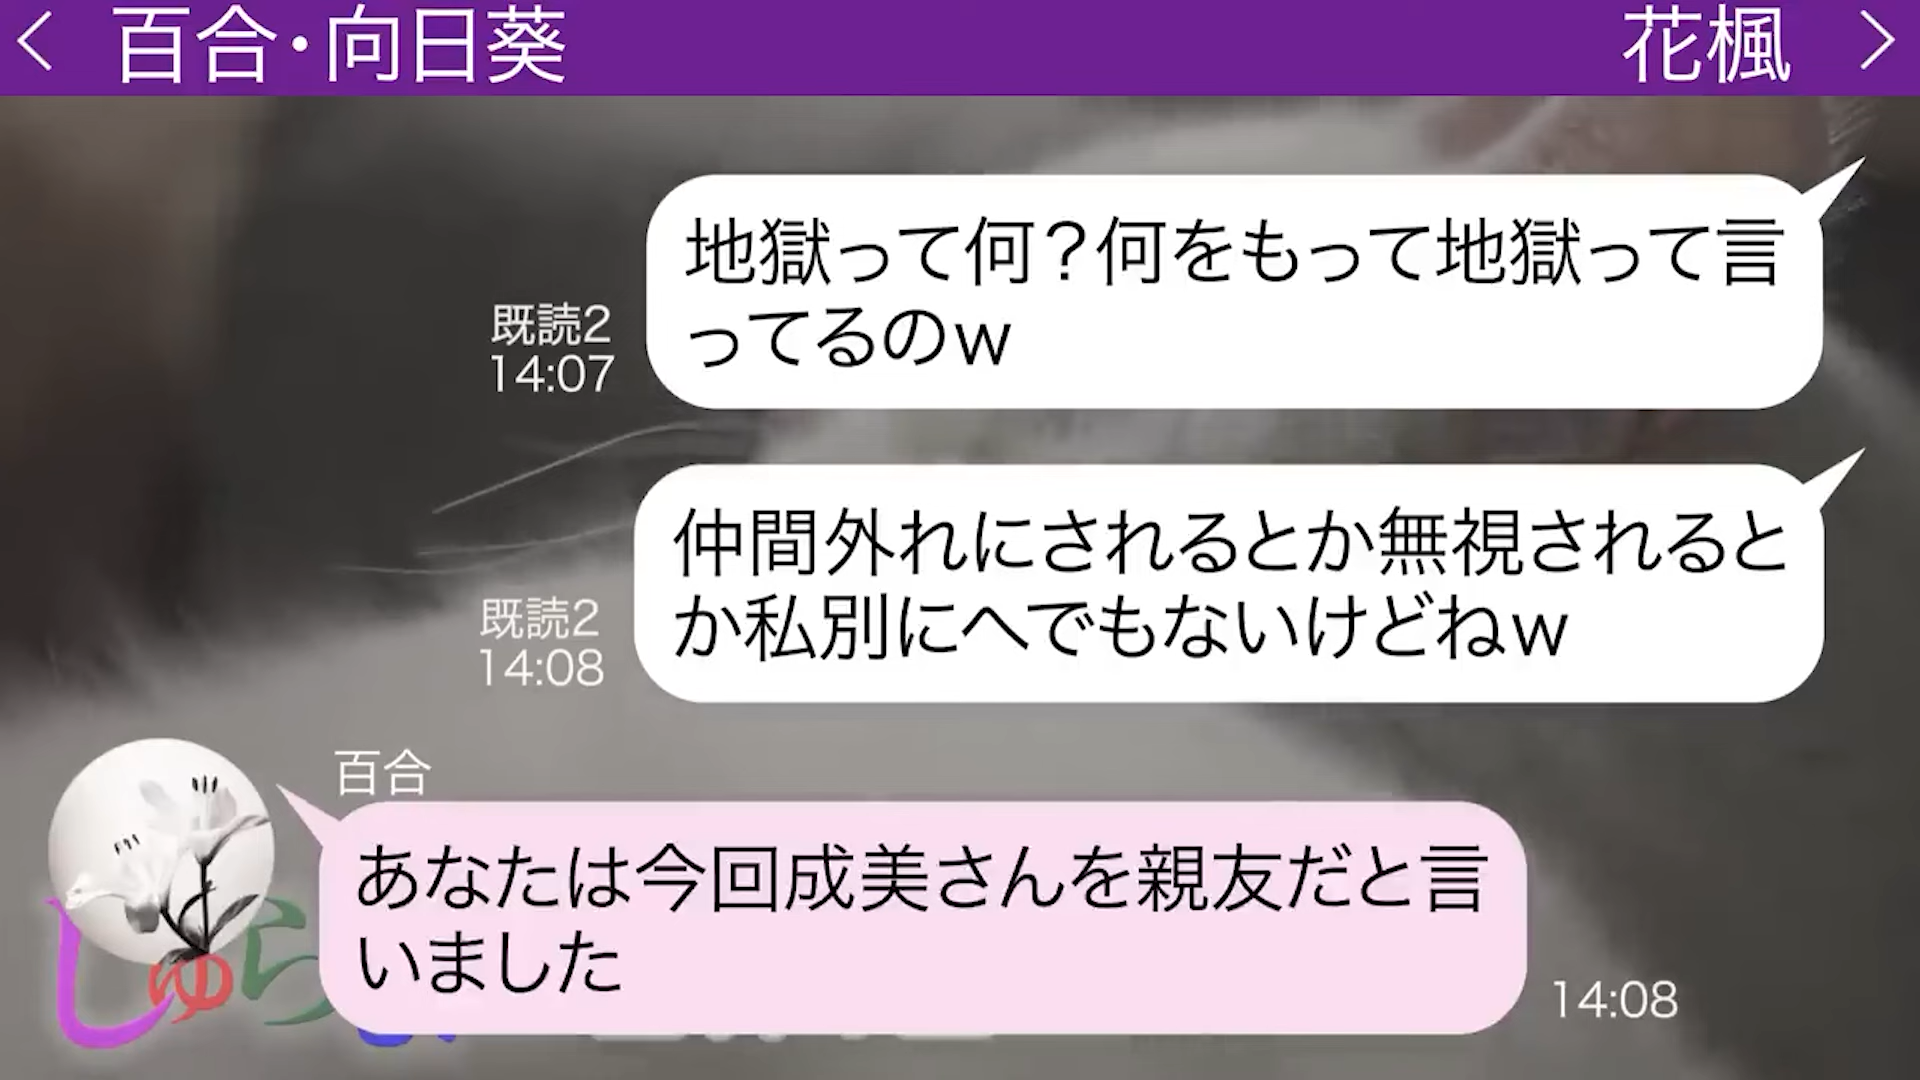 百合・向日葵
花楓
地獄って何？何をもって地獄って言
ってるのｗ
既読2
14:07
仲間外れにされるとか無視されると
か私別にへでもないけどねｗ
既読2
14:08
百合
あなたは今回成美さんを親友だと言
いました
14:08
しゅら